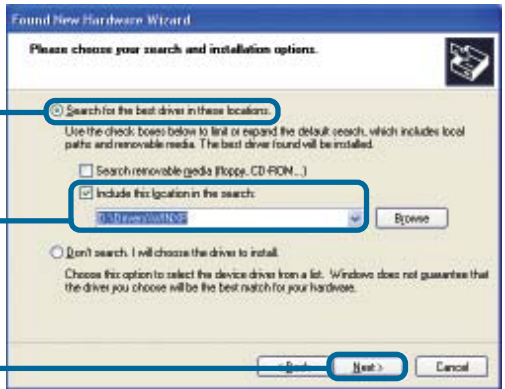 Found New Hardware Wizard
Please choose your search and installation options.
Search for the best driver in these locations.
Use the check boxes below to limit or expand the default search, which includes local
paths and removable media. The best driver found will be installed.
Search removable media (floppy, CD-ROM...)
Include this location in the search:
D:\Drivers\WINXP
Browse
Don't search. I will choose the driver to install.
Choose this option to select the device driver from a list. Windows does not guarantee that
the driver you choose will be the best match for your hardware.
< Back
Next >
Cancel